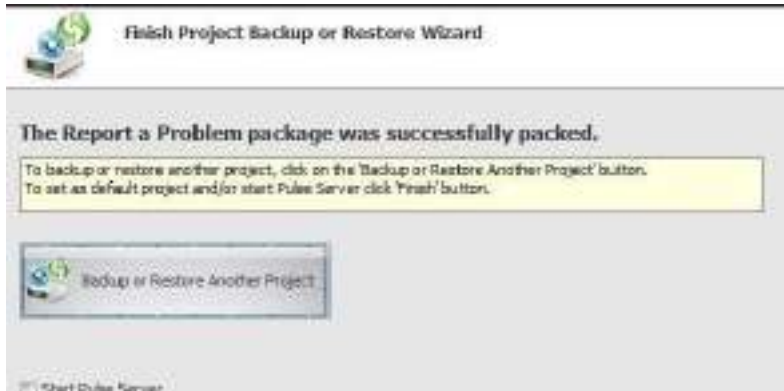 Finish Project Backup or Restore Wizard
The Report a Problem package was successfully packed.
To backup or restore another project, click on the 'Backup or Restore Another Project' button.
To set as default project and/or start Pulse Server click 'Finish' button.
Backup or Restore Another Project
Start Pulse Server